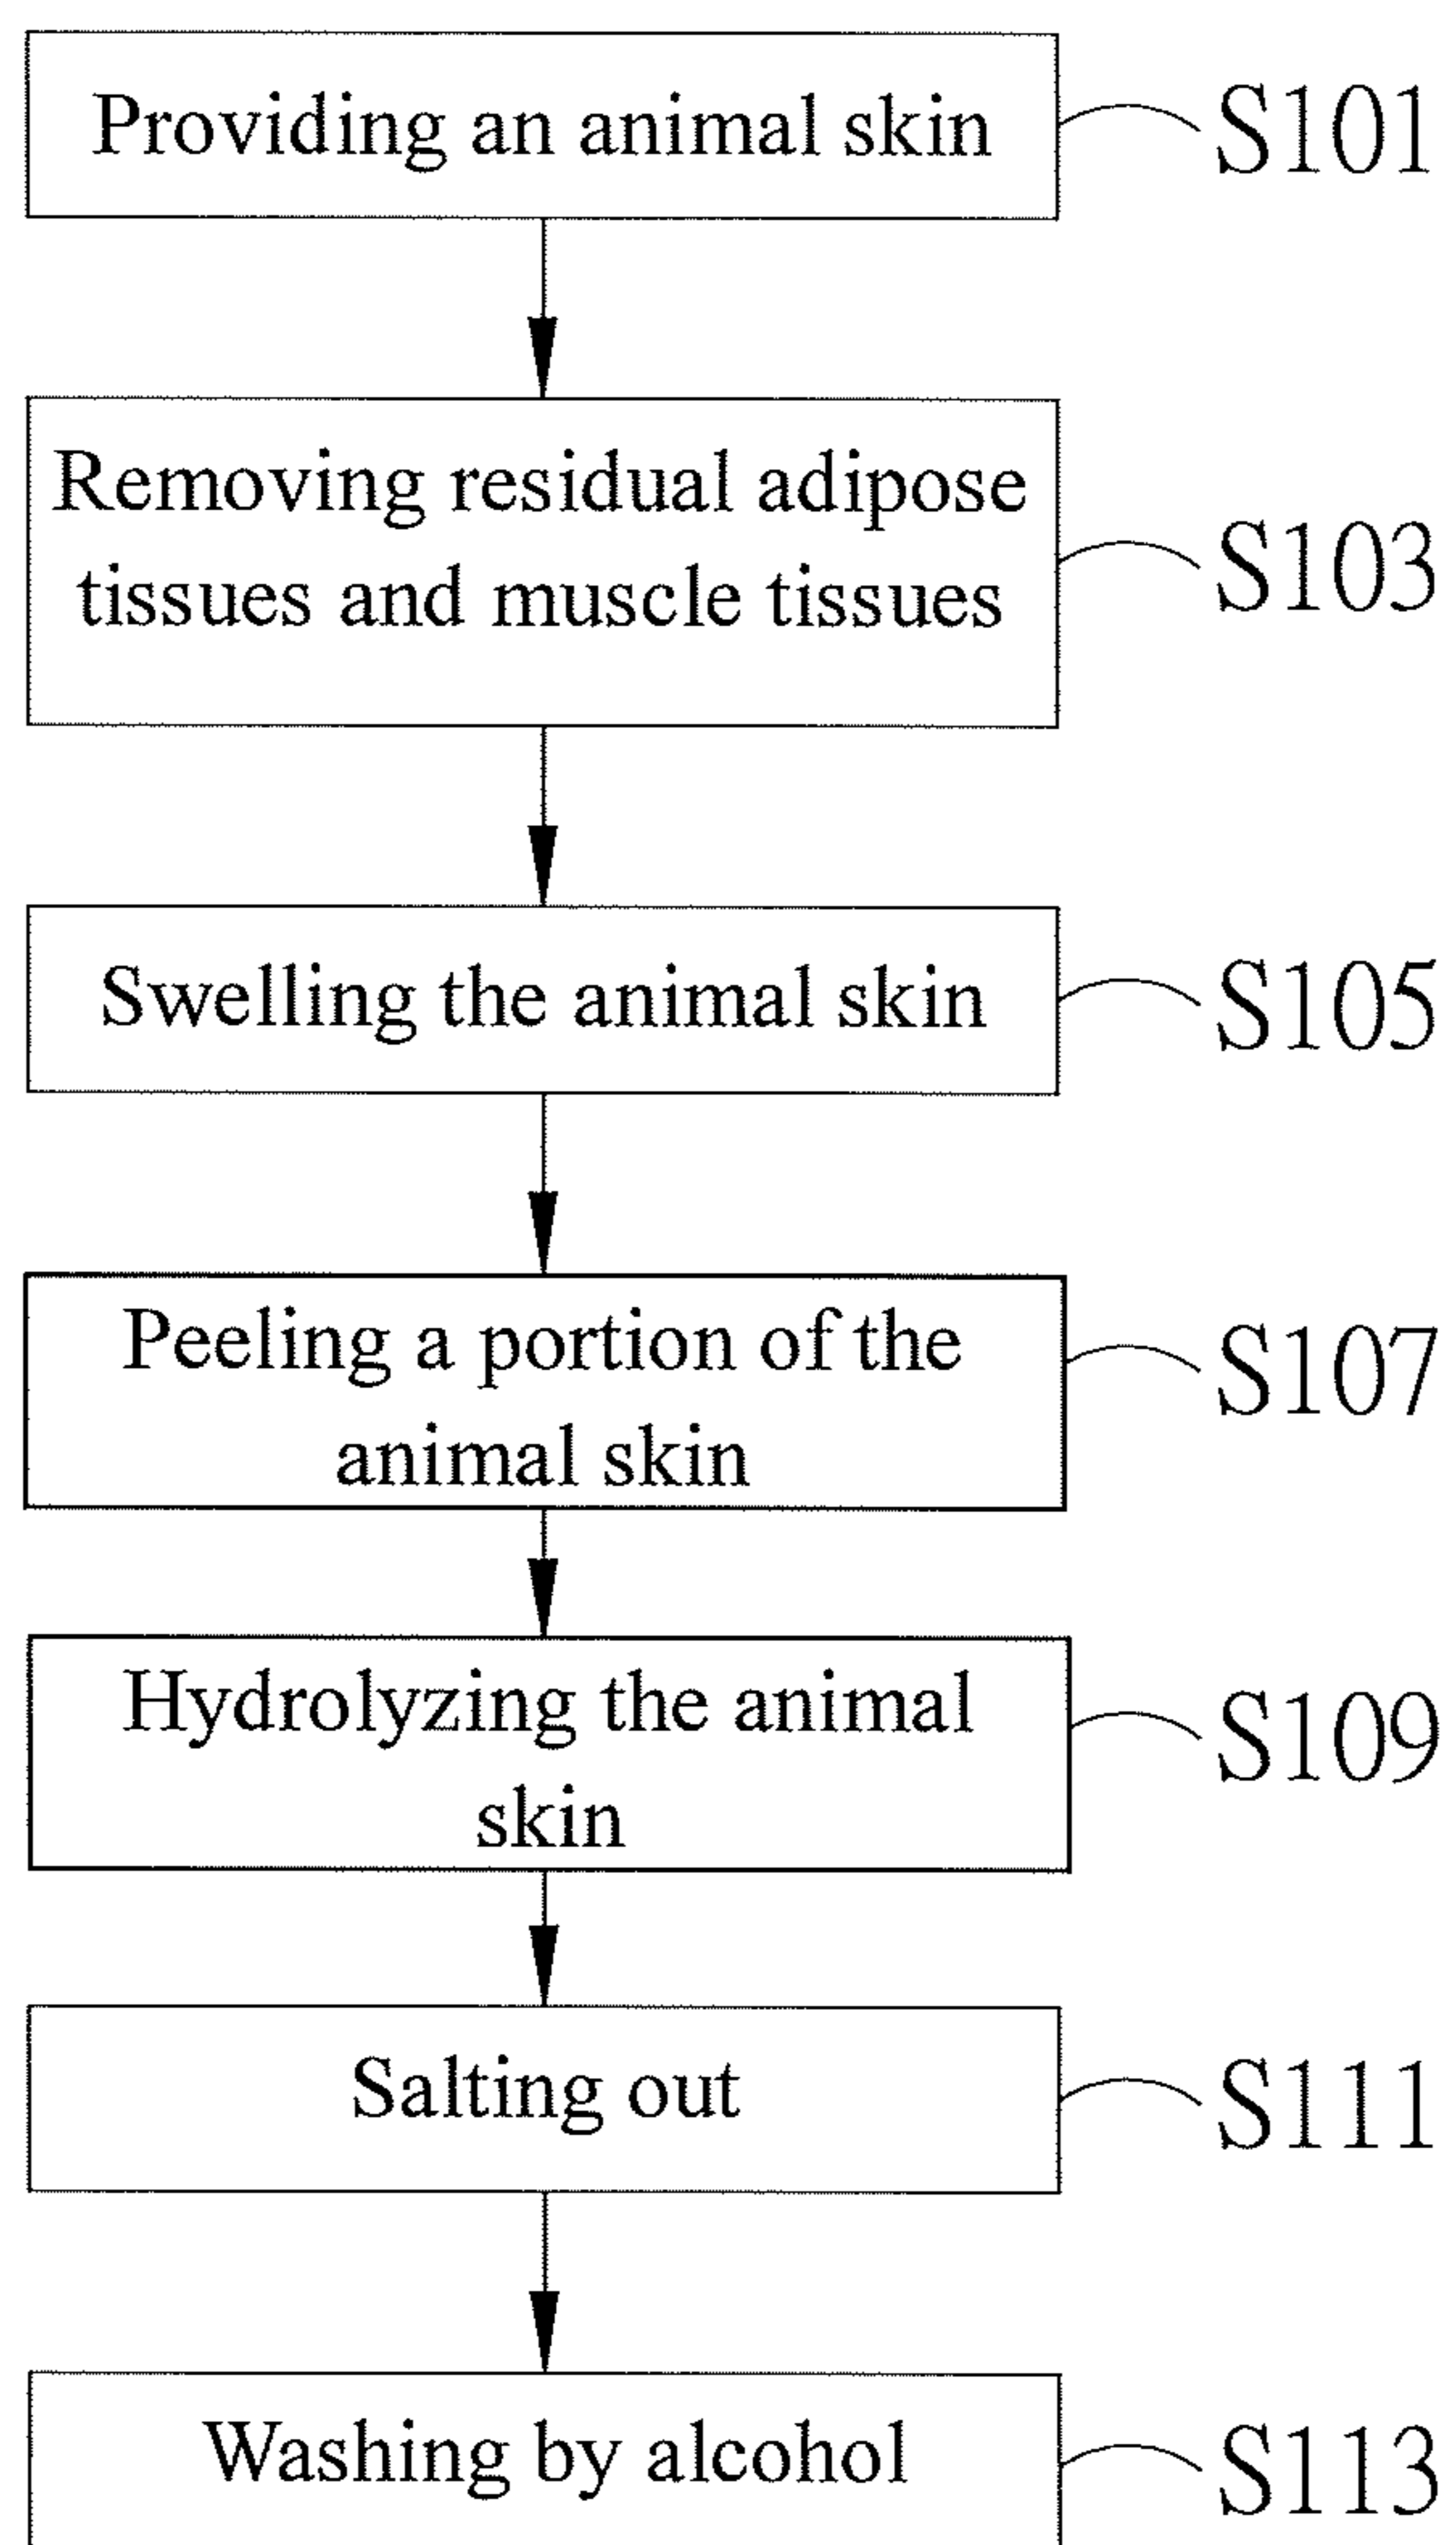 Providing an animal skin S101
Removing residual adipose
tissues and muscle tissues
S103
Swelling the animal skin S105
Peeling a portion of the
animal skin
S107
Hydrolyzing the animal
skin
S109
Salting out S111
Washing by alcohol S113